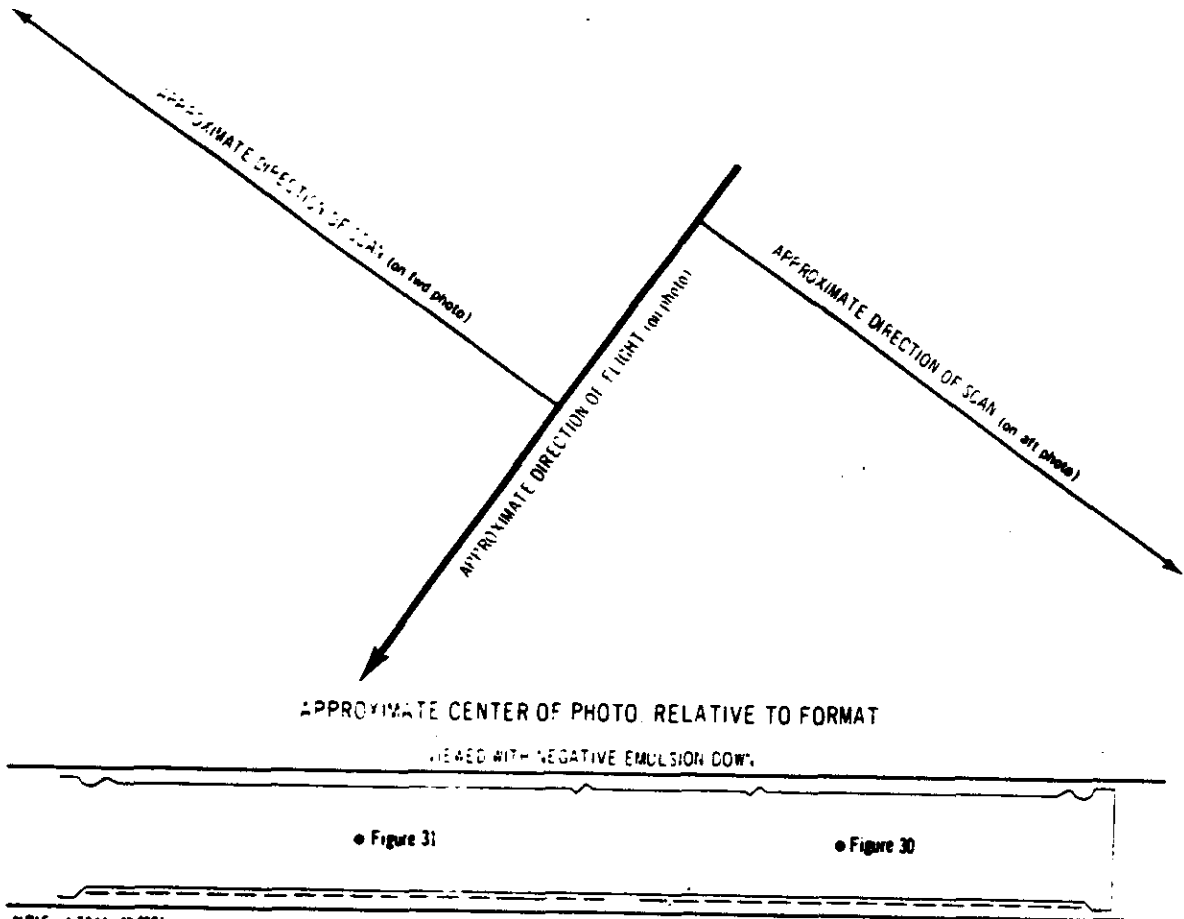 APPROXIMATE DIRECTION OF SCAN (on fwd photo)
APPROXIMATE DIRECTION OF FLIGHT (on photo)
APPROXIMATE DIRECTION OF SCAN (on aft photo)
APPROXIMATE CENTER OF PHOTO RELATIVE TO FORMAT
VIEWED WITH NEGATIVE EMULSION DOWN
Figure 31
Figure 30